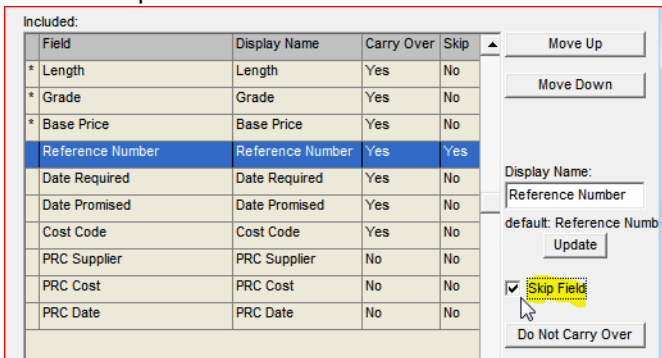 Included:
Field Display Name Carry Over Skip
* Length Length Yes No
* Grade Grade Yes No
* Base Price Base Price Yes No
Reference Number Reference Number Yes Yes
Date Required Date Required Yes No
Date Promised Date Promised Yes No
Cost Code Cost Code Yes No
PRC Supplier PRC Supplier No No
PRC Cost PRC Cost No No
PRC Date PRC Date No No
Move Up
Move Down
Display Name:
Reference Number
default: Reference Numb
Update
Skip Field
Do Not Carry Over